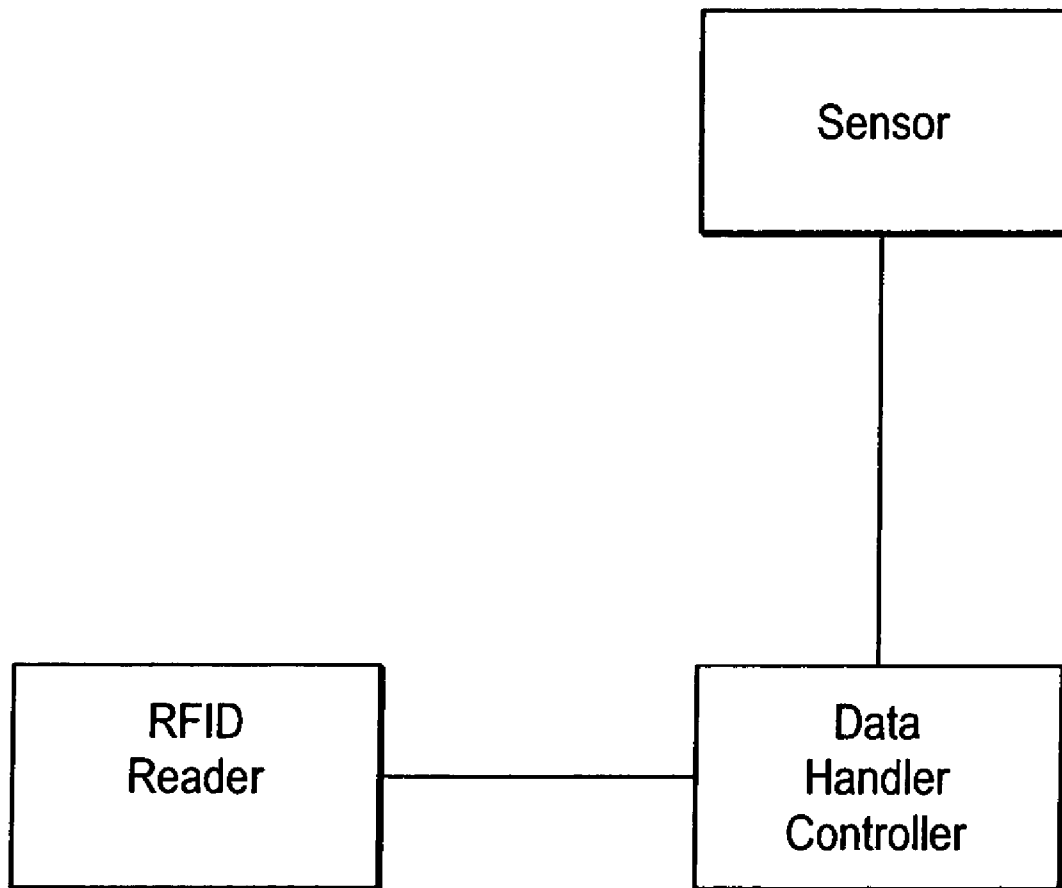 Sensor
RFID
Reader
Data
Handler
Controller